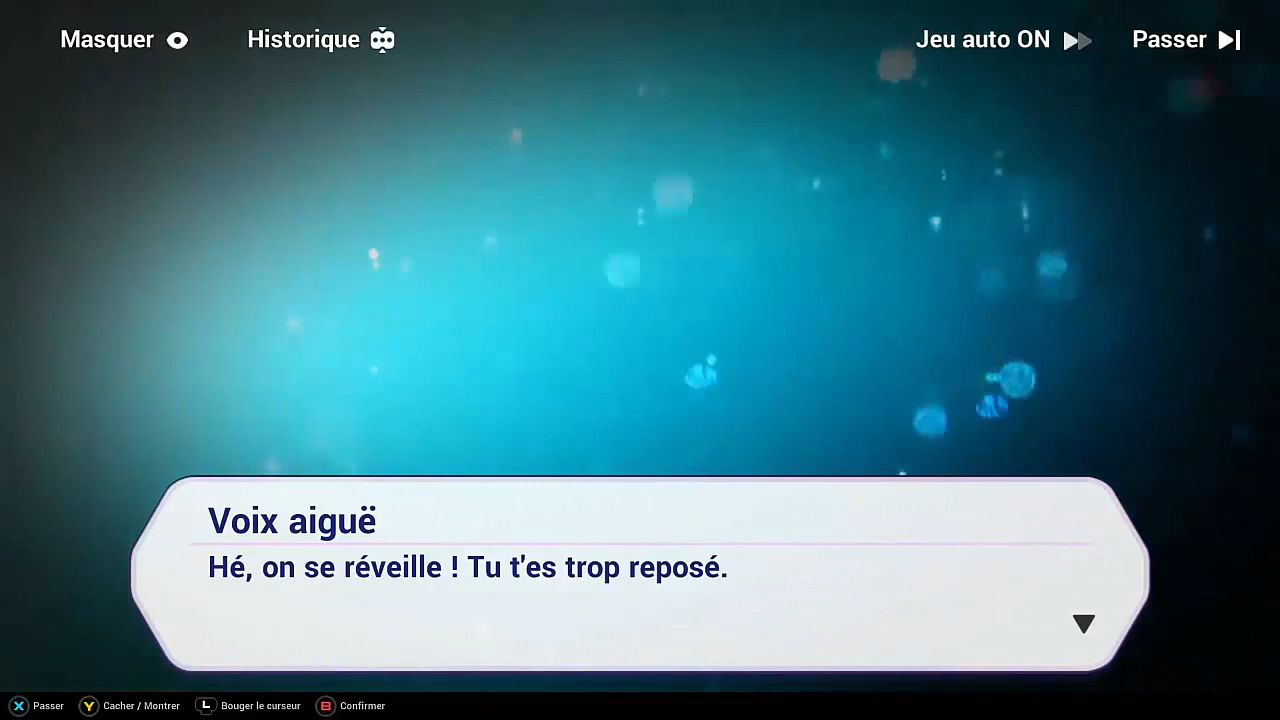 Masquer
Historique
Jeu auto ON
Passer
Voix aiguë
Hé, on se réveille ! Tu t'es trop reposé.
X Passer
Y Cacher / Montrer
L Bouger le curseur
B Confirmer